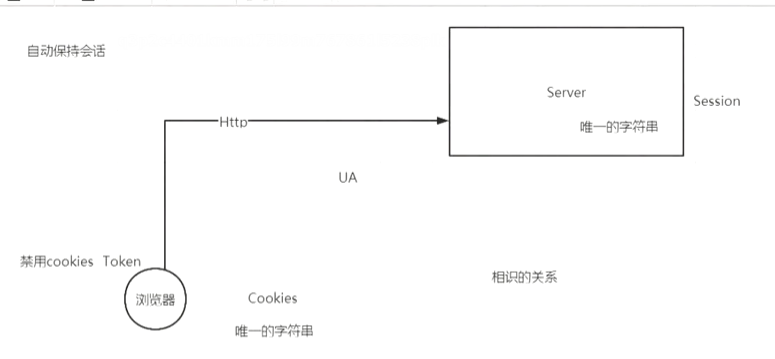 自动保持会话
Server
Session
Http
唯一的字符串
UA
禁用cookies Token
相识的关系
浏览器
Cookies
唯一的字符串